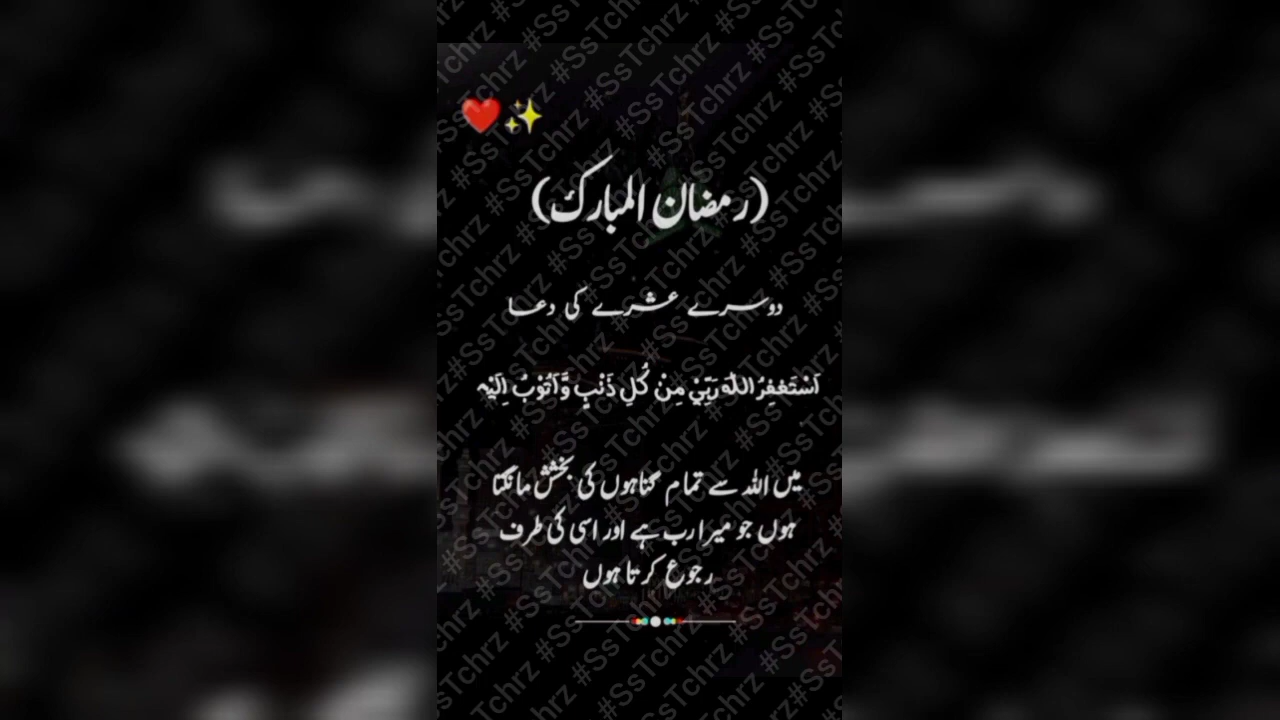 ❤️✨
(رمضان المبارک)
دوسرے عشرے کی دعا
اَسْتَغْفِرُ اللهَ رَبِّيْ مِنْ كُلِ ذَنْبٍ وَّاَتُوْبُ اِلَيْهِ
میں اللہ سے تمام گناہوں کی بخشش مانگتا
ہوں جو میرا رب ہے اور اسی کی طرف
رجوع کرتا ہوں
#SsTchrz